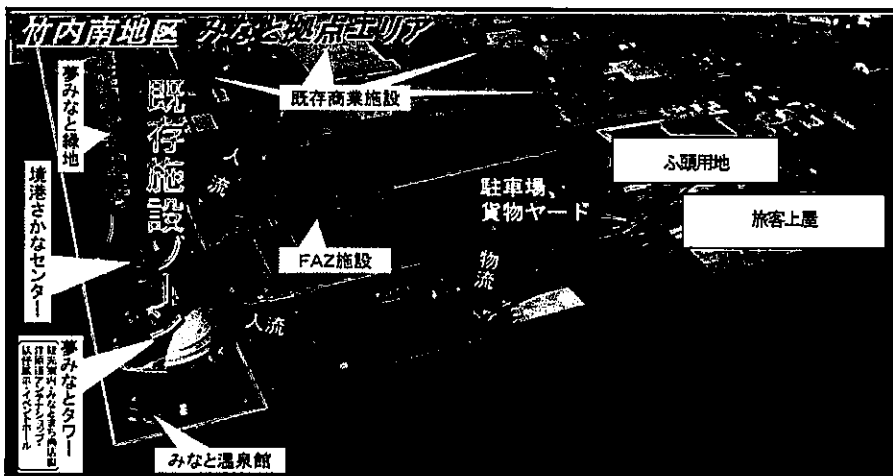 竹内南地区 みなと拠点エリア
既存商業施設
夢みなと緑地
既存施設ゾーン
人流
境港さかなセンター
FAZ施設
駐車場、
貨物ヤード
ふ頭用地
旅客上屋
物流
人流
夢みなとタワー
みなと温泉館